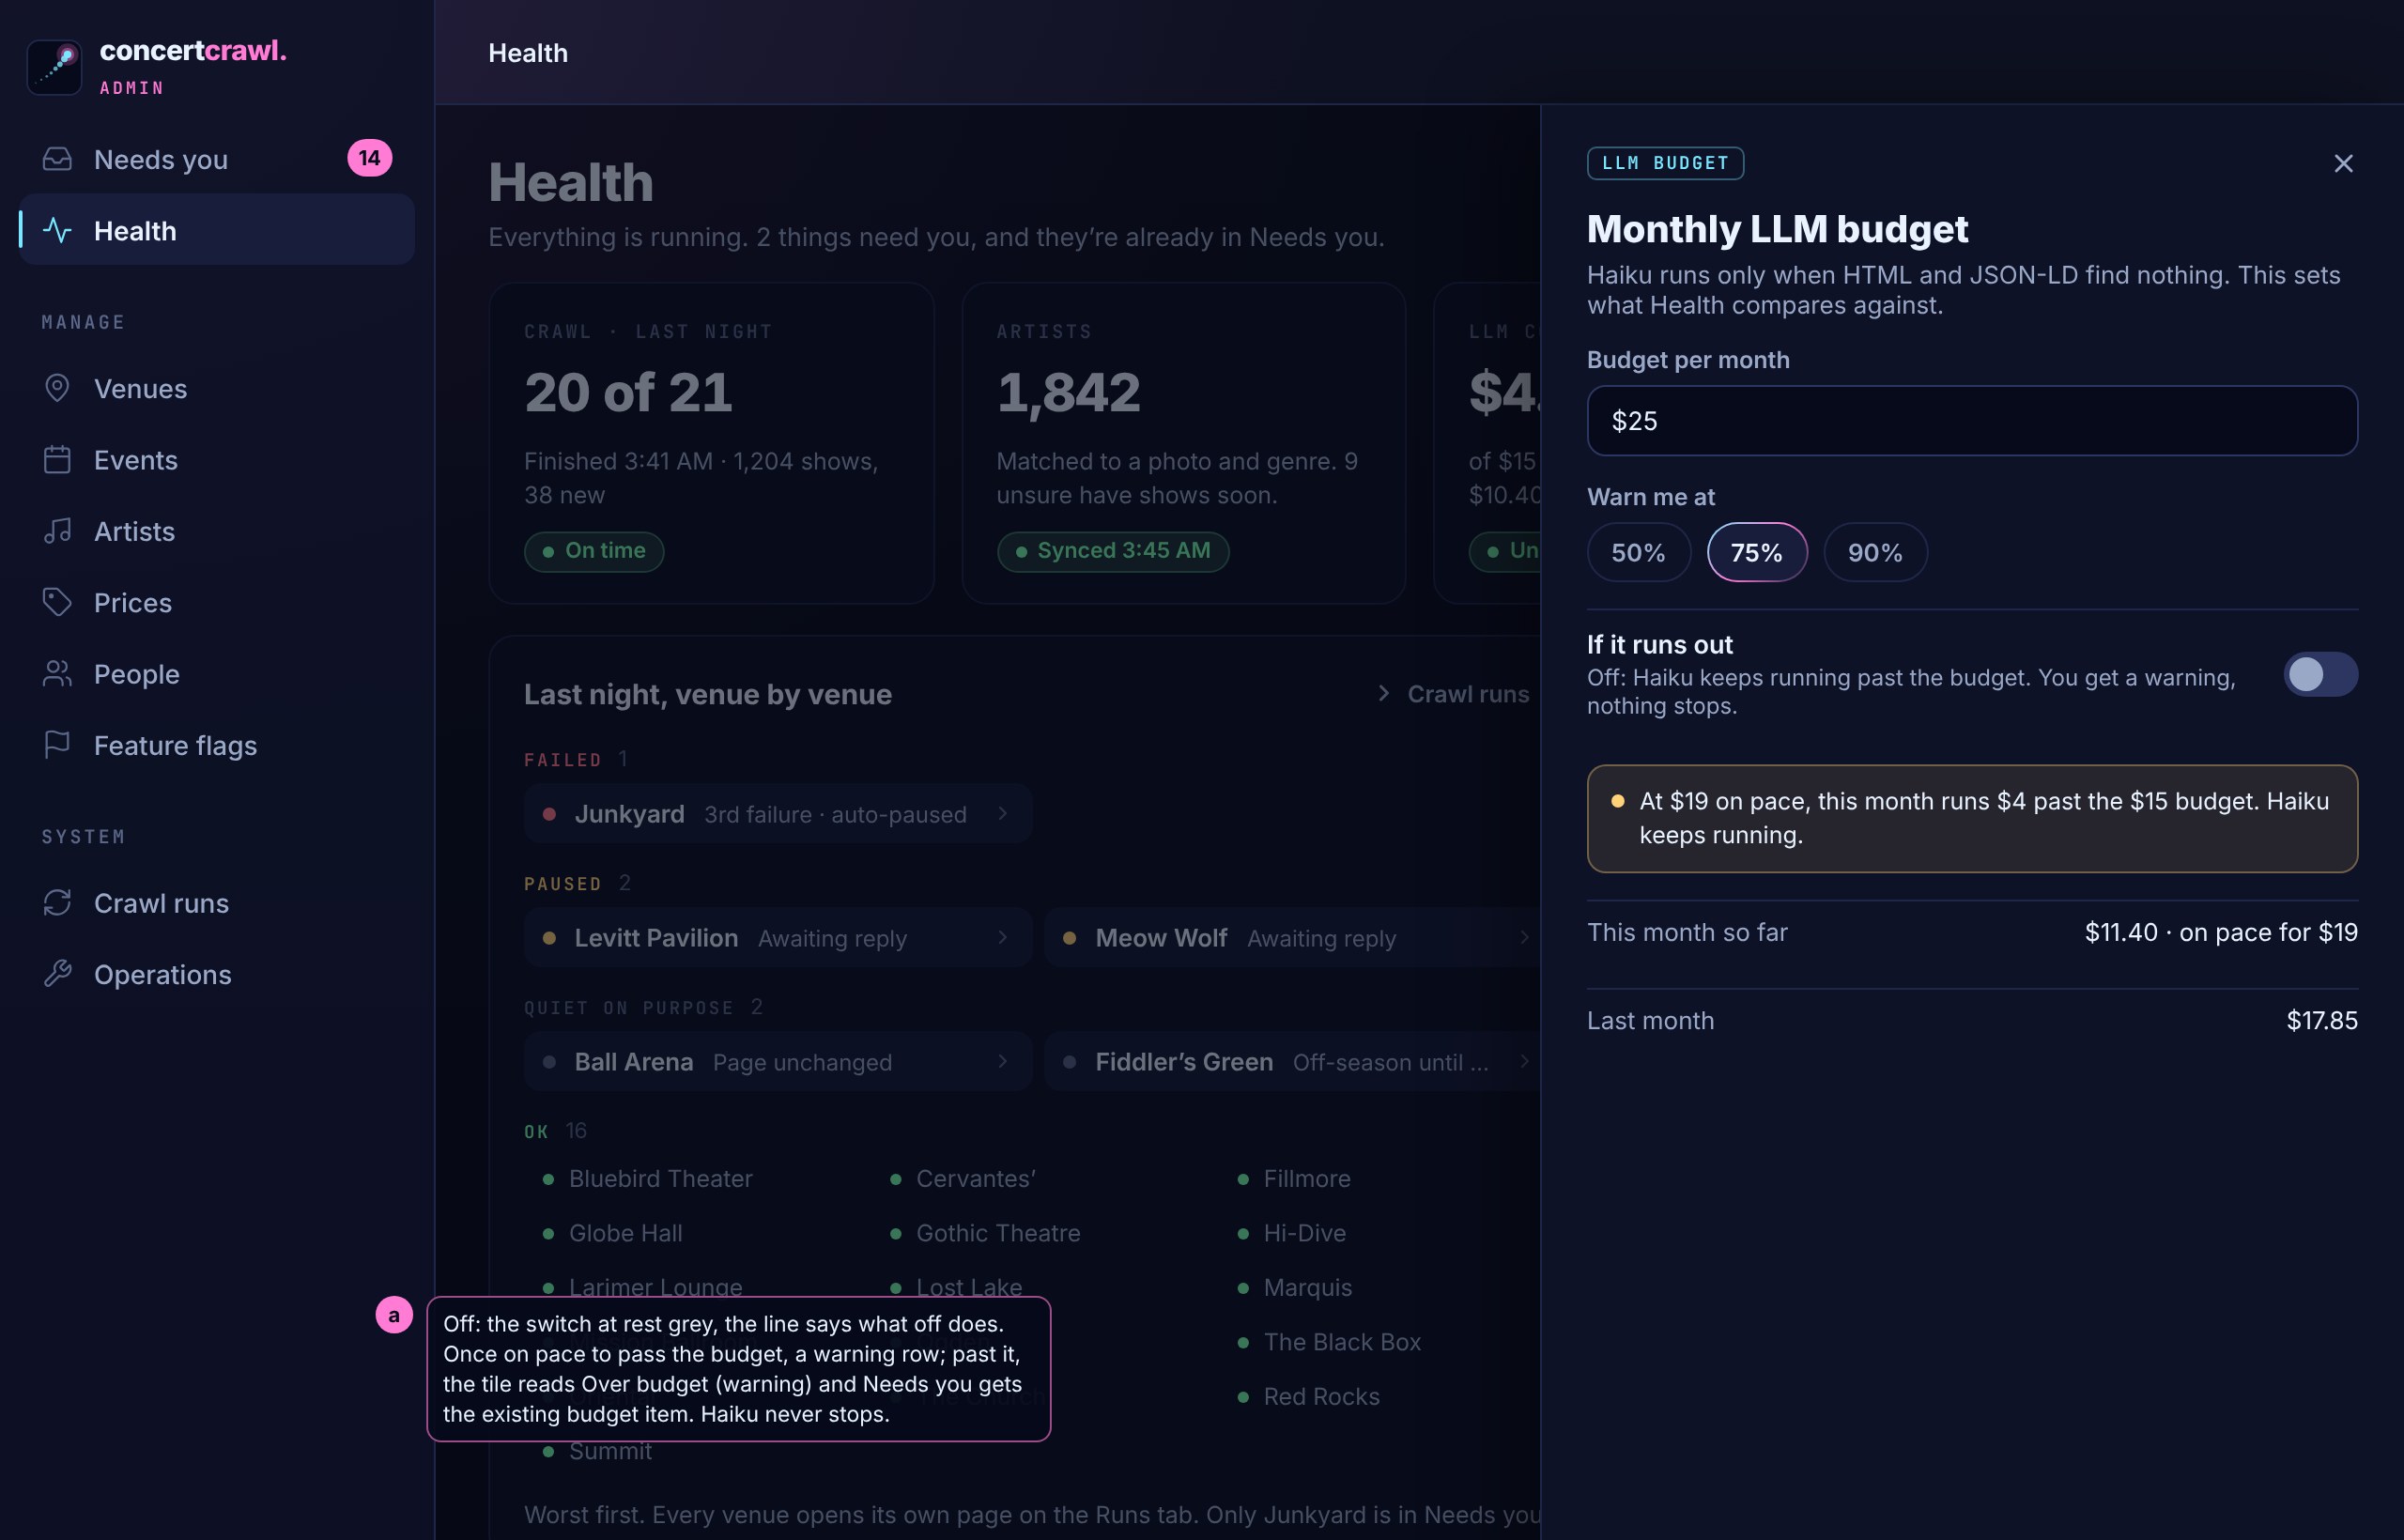 concertcrawl.
ADMIN
Needs you 14
Health
MANAGE
Venues
Events
Artists
Prices
People
Feature flags
SYSTEM
Crawl runs
Operations
Health
Health
Everything is running. 2 things need you, and they’re already in Needs you.
CRAWL · LAST NIGHT
20 of 21
Finished 3:41 AM · 1,204 shows,
38 new
On time
ARTISTS
1,842
Matched to a photo and genre. 9
unsure have shows soon.
Synced 3:45 AM
LLM
$4.
of $15
$10.40
Last night, venue by venue
Crawl runs
FAILED 1
Junkyard 3rd failure · auto-paused
PAUSED 2
Levitt Pavilion Awaiting reply
Meow Wolf Awaiting reply
QUIET ON PURPOSE 2
Ball Arena Page unchanged
Fiddler’s Green Off-season until ...
OK 16
Bluebird Theater Cervantes’ Fillmore
Globe Hall Gothic Theatre Hi-Dive
Larimer Lounge Lost Lake Marquis
The Black Box
Red Rocks
Summit
Worst first. Every venue opens its own page on the Runs tab. Only Junkyard is in Needs you
a
Off: the switch at rest grey, the line says what off does.
Once on pace to pass the budget, a warning row; past it,
the tile reads Over budget (warning) and Needs you gets
the existing budget item. Haiku never stops.
LLM BUDGET
Monthly LLM budget
Haiku runs only when HTML and JSON-LD find nothing. This sets
what Health compares against.
Budget per month
$25
Warn me at
50% 75% 90%
If it runs out
Off: Haiku keeps running past the budget. You get a warning,
nothing stops.
At $19 on pace, this month runs $4 past the $15 budget. Haiku
keeps running.
This month so far $11.40 · on pace for $19
Last month $17.85